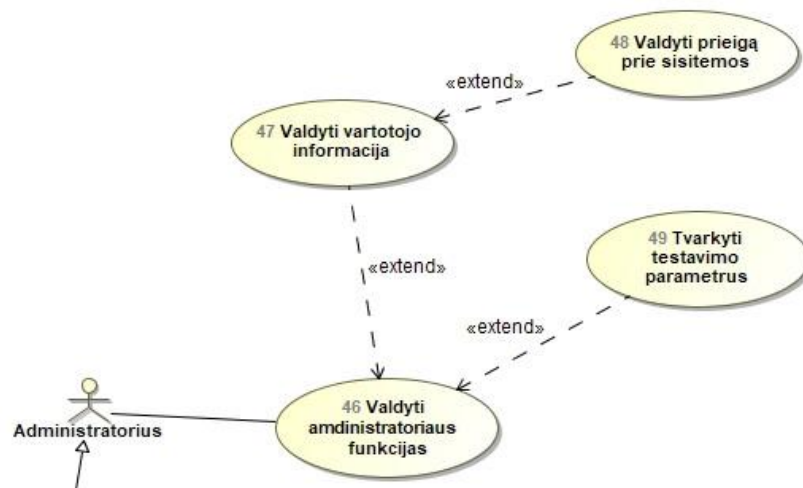 48 Valdyti prieigą
prie sisitemos
«extend»
47 Valdyti vartotojo
informacija
49 Tvarkyti
testavimo
parametrus
«extend»
«extend»
46 Valdyti
amdinistratoriaus
funkcijas
Administratorius